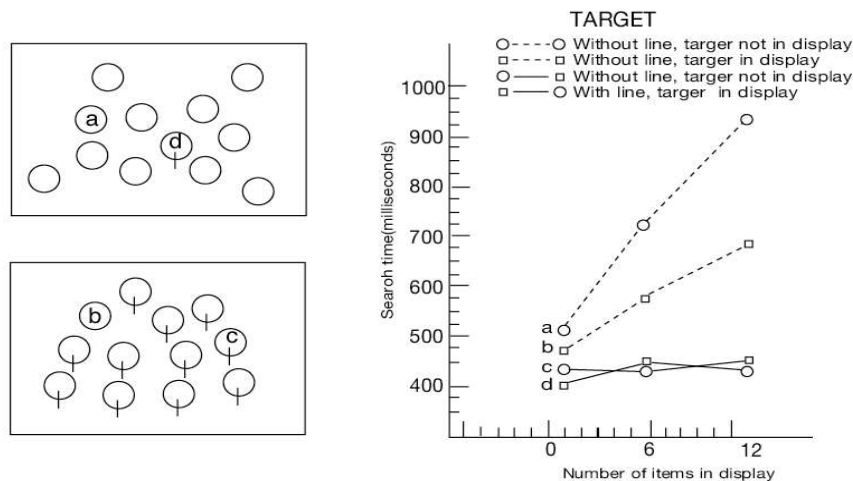 TARGET
Without line, targer not in display
Without line, targer in display
Without line, targer not in display
With line, targer in display
a
d
b
c
Searoh time(milliseconds)
1000
900
800
700
600
500
400
a
b
c
d
0 6 12
Number of items in display